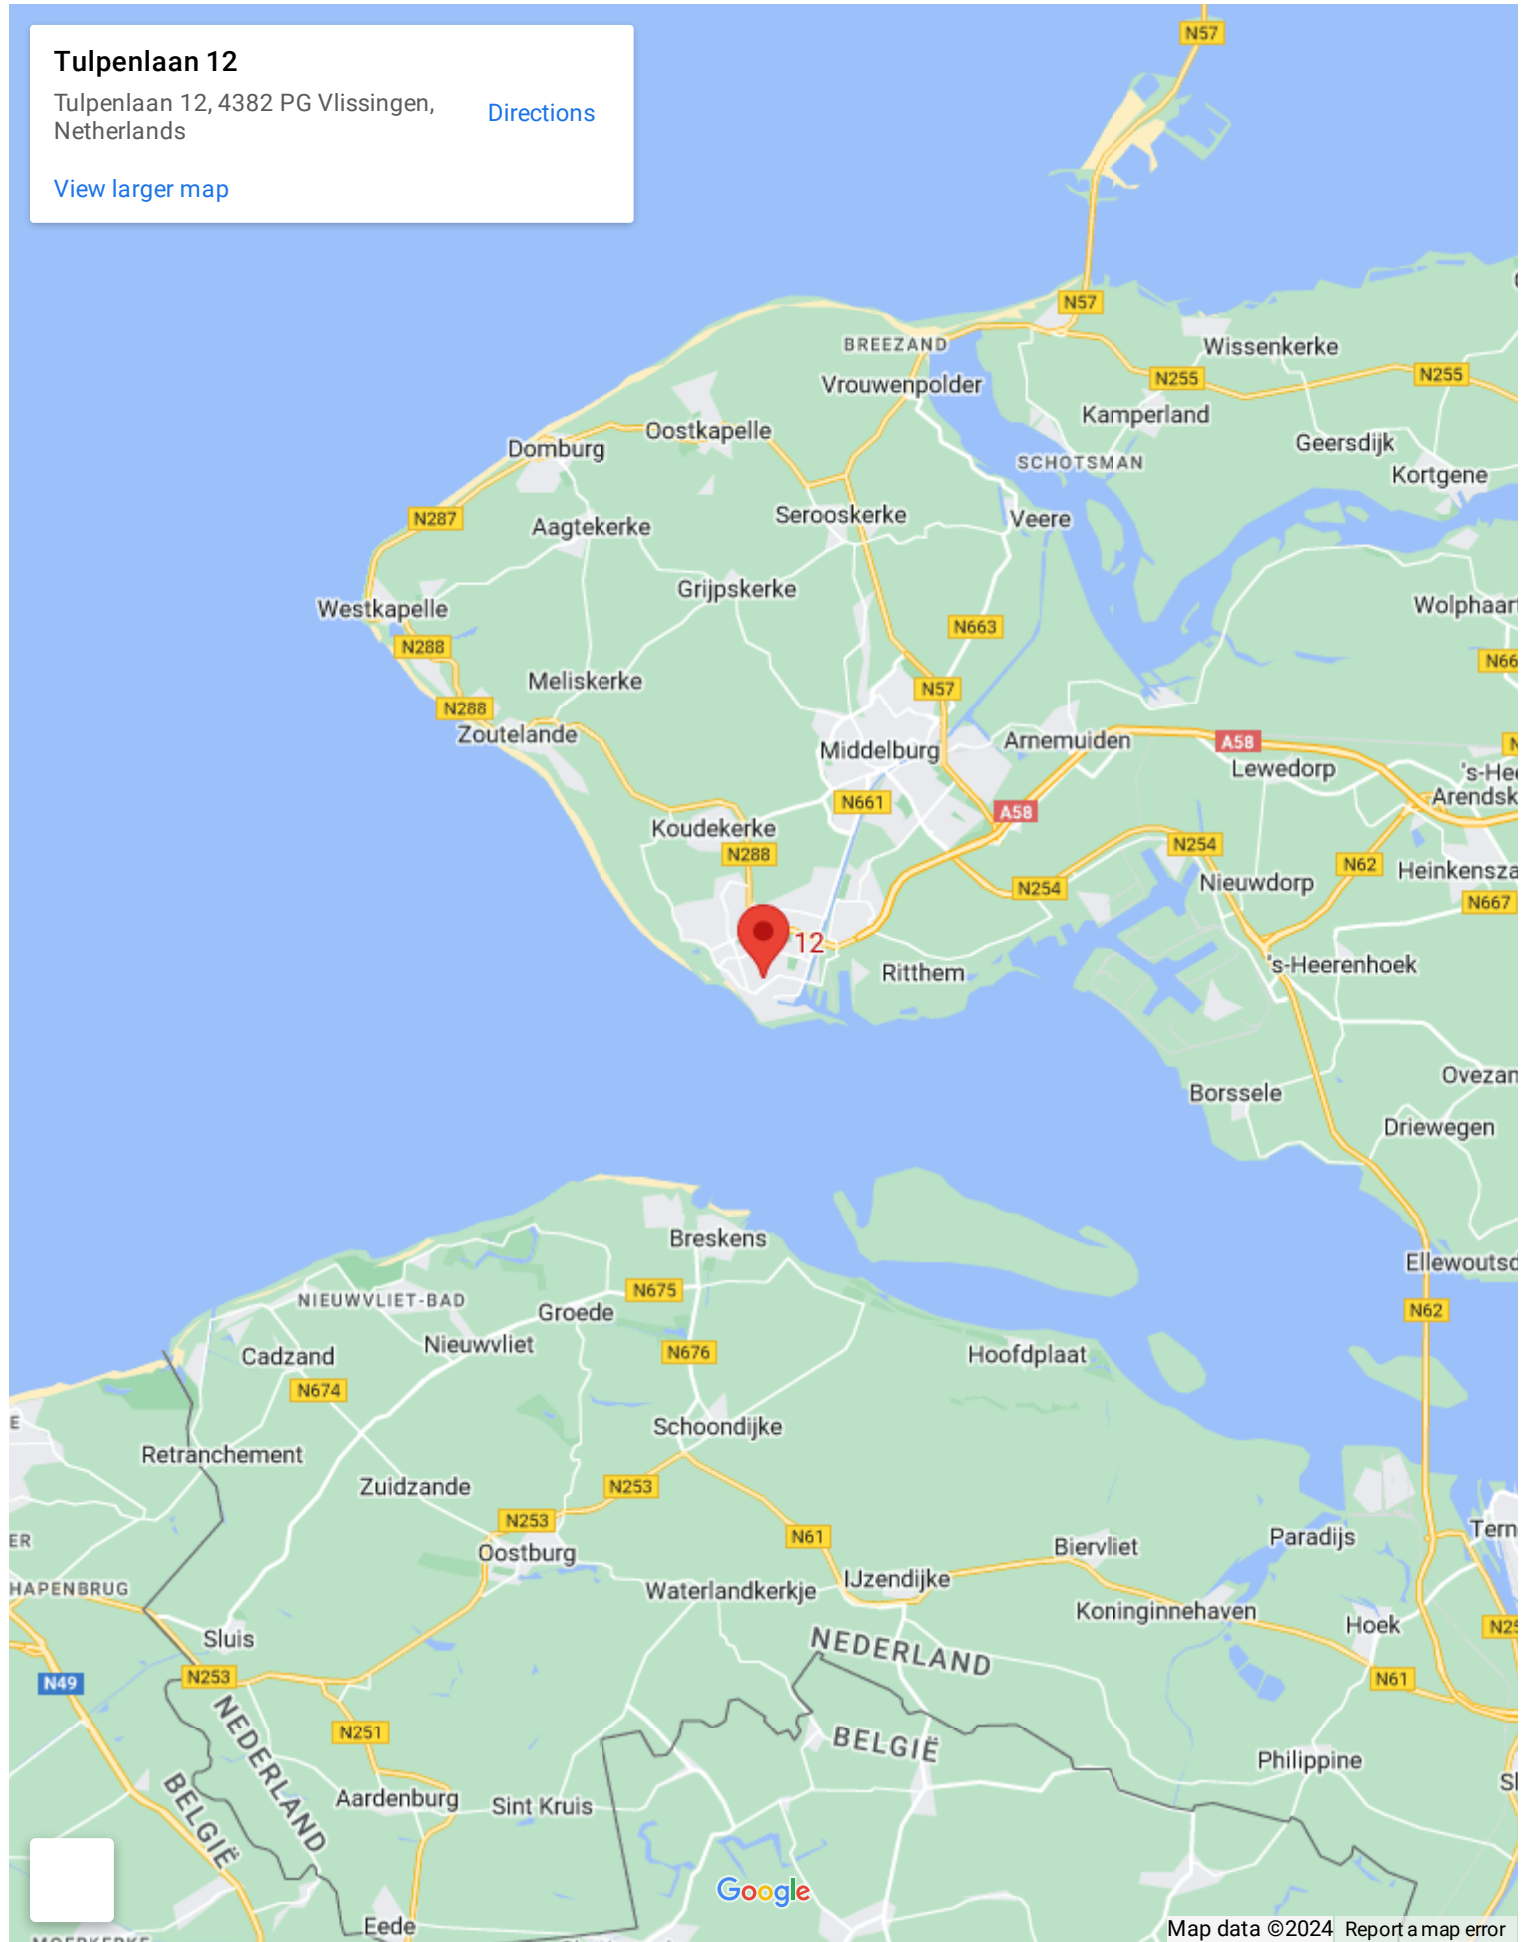 Tulpenlaan 12
Tulpenlaan 12, 4382 PG Vlissingen,
Netherlands
Directions
View larger map
N57
N57
BREEZAND
Wissenkerke
Vrouwenpolder
N255
N255
Kamperland
Oostkapelle
Domburg
Geersdijk
SCHOTSMAN
Kortgene
N287
Aagtekerke
Serooskerke
Veere
Grijpskerke
Westkapelle
N663
N288
Meliskerke
N57
N288
Zoutelande
Middelburg
Arnemuiden
A58
Lewedorp
N661
A58
Koudekerke
N288
N254
N62
N254
Nieuwdorp
N667
12
Ritthem
's-Heerenhoek
Borssele
Driewegen
Breskens
N675
NIEUWVLIET-BAD
Groede
N62
Nieuwvliet
N676
Hoofdplaat
Cadzand
N674
Schoondijke
Retranchement
Zuidzande
N253
N253
N61
Paradijs
Oostburg
Biervliet
IJzendijke
Waterlandkerkje
HAPENBRUG
Koninginnehaven
Hoek
Sluis
NEDERLAND
N253
N49
N61
NEDERLAND
N251
BELGIË
Philippine
BELGIË
Aardenburg
Sint Kruis
Google
Eede
Map data ©2024
Report a map error